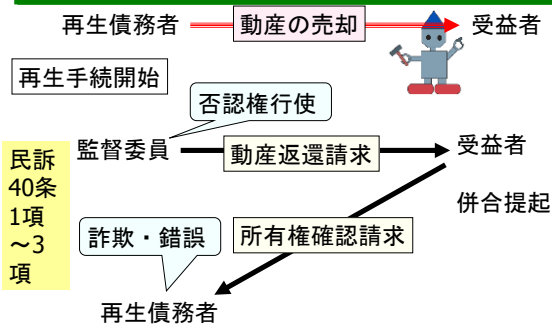 再生債務者
動産の売却
受益者
再生手続開始
否認権行使
民訴
40条
1項
～3
項
監督委員
動産返還請求
受益者
併合提起
詐欺・錯誤
所有権確認請求
再生債務者